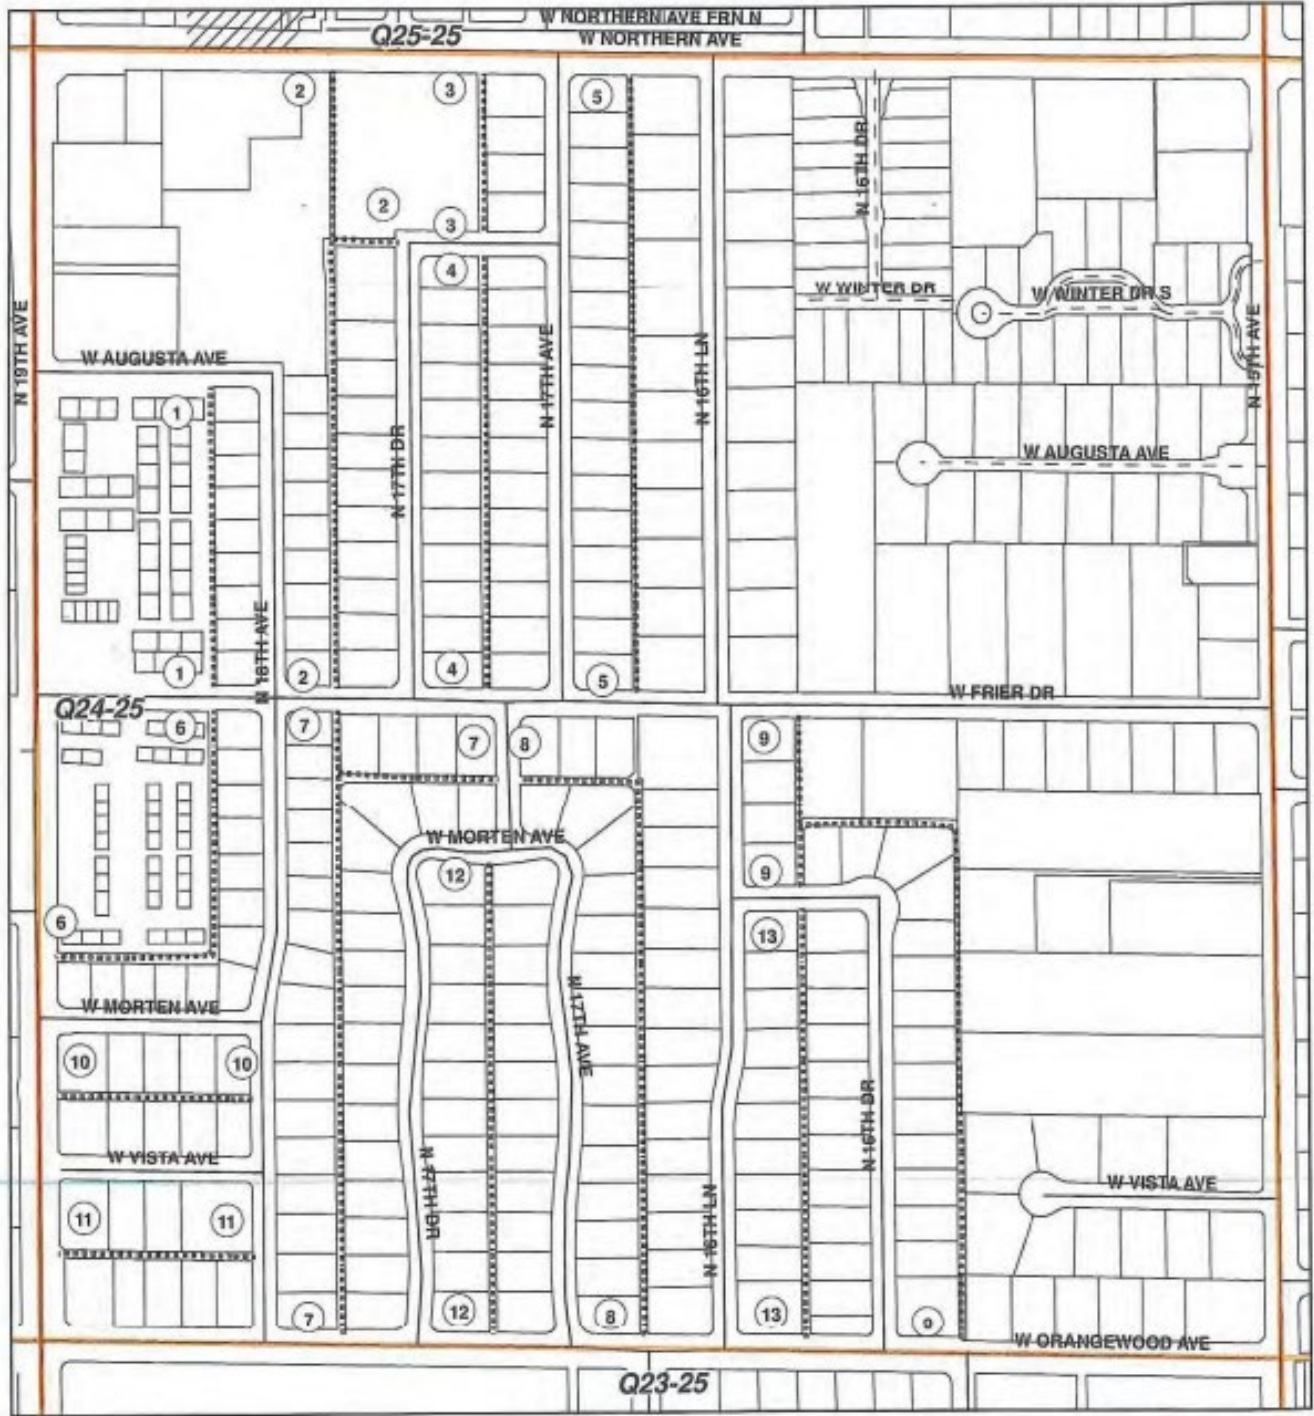 W NORTHERN AVE FRN N
Q25-25
W NORTHERN AVE
2
3
5
N 16TH DR
2
3
4
W WINTER DR
W WINTER DR S
N 19TH AVE
W AUGUSTA AVE
N 17TH AVE
N 16TH LN
N 15TH AVE
1
N 17TH DR
W AUGUSTA AVE
N 18TH AVE
1
2
4
5
W FRIER DR
Q24-25
6
7
7
8
9
W MORTEN AVE
12
9
6
13
W MORTEN AVE
N 17TH AVE
10
10
N 16TH DR
W VISTA AVE
N 17TH DR
W VISTA AVE
11
11
N 16TH LN
7
12
8
13
9
W ORANGEWOOD AVE
Q23-25